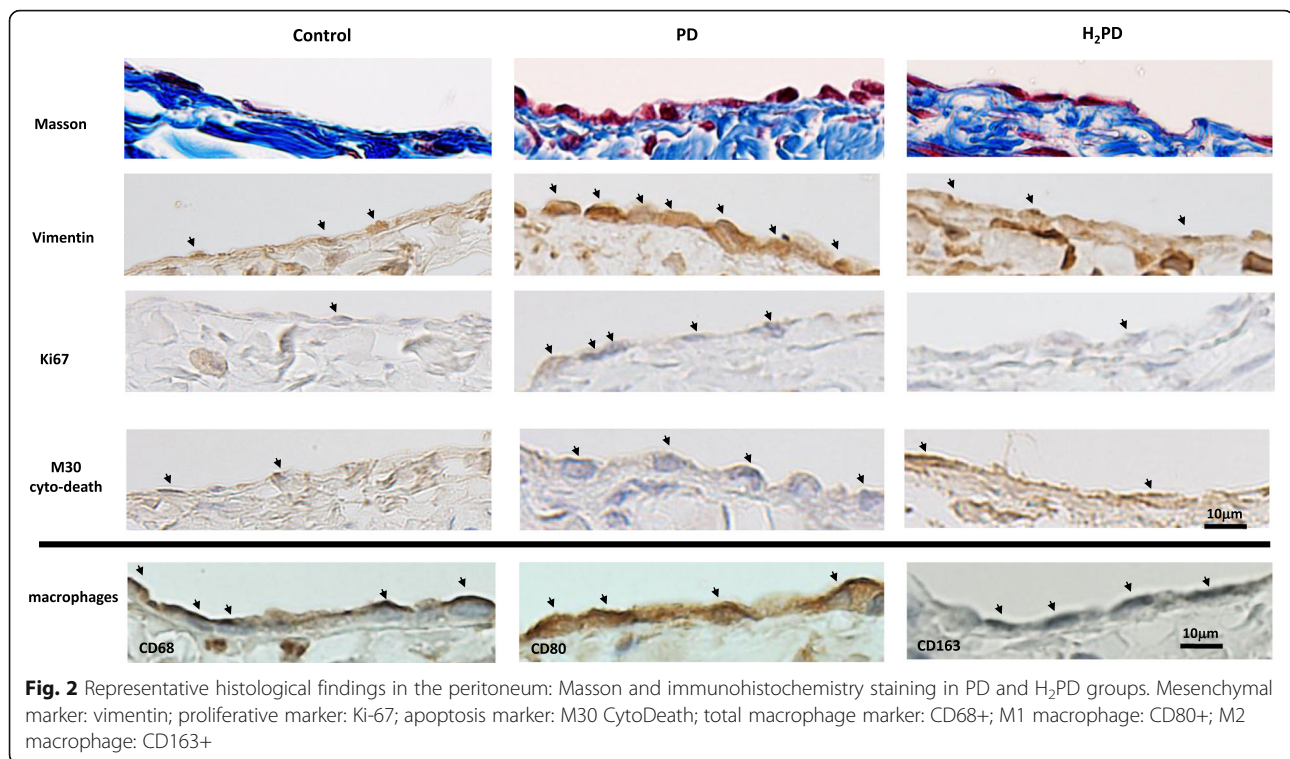 Control PD H₂PD
Masson
Vimentin
Ki67
M30
cyto-death
10μm
macrophages
CD68 CD80 CD163
10μm
Fig. 2 Representative histological findings in the peritoneum: Masson and immunohistochemistry staining in PD and H₂PD groups. Mesenchymal
marker: vimentin; proliferative marker: Ki-67; apoptosis marker: M30 CytoDeath; total macrophage marker: CD68+; M1 macrophage: CD80+; M2
macrophage: CD163+